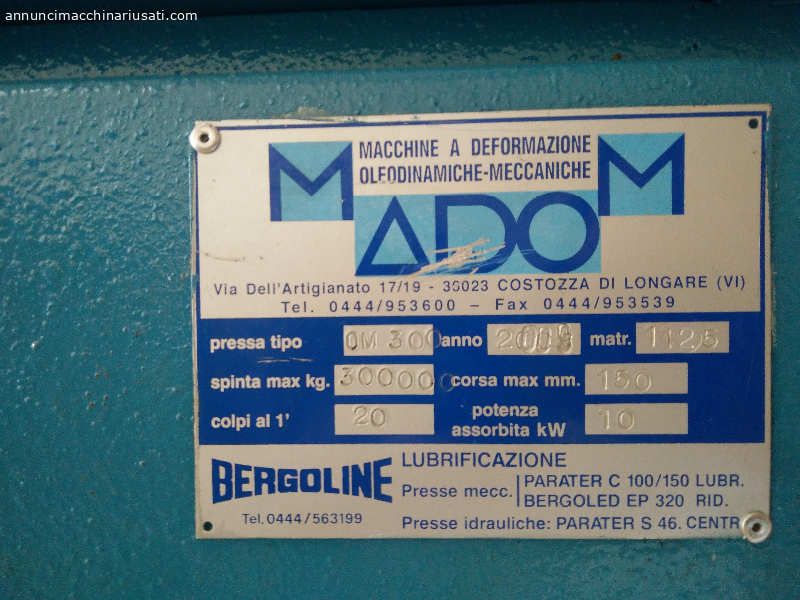 annuncimacchinariusati.com
MACCHINE A DEFORMAZIONE
OLEODINAMICHE-MECCANICHE
MADOM
Via Dell'Artigianato 17/19 - 36023 COSTOZZA DI LONGARE (VI)
Tel. 0444/953600 - Fax 0444/953539
pressa tipo OM 300 anno matr. 1125
spinta max kg. 300000 corsa max mm. 150
colpi al 1' 20 potenza assorbita kW 10
BERGOLINE
Tel. 0444/563199
LUBRIFICAZIONE
Presse mecc. PARATER C 100/150 LUBR.
BERGOLED EP 320 RID.
Presse idrauliche: PARATER S 46. CENTR